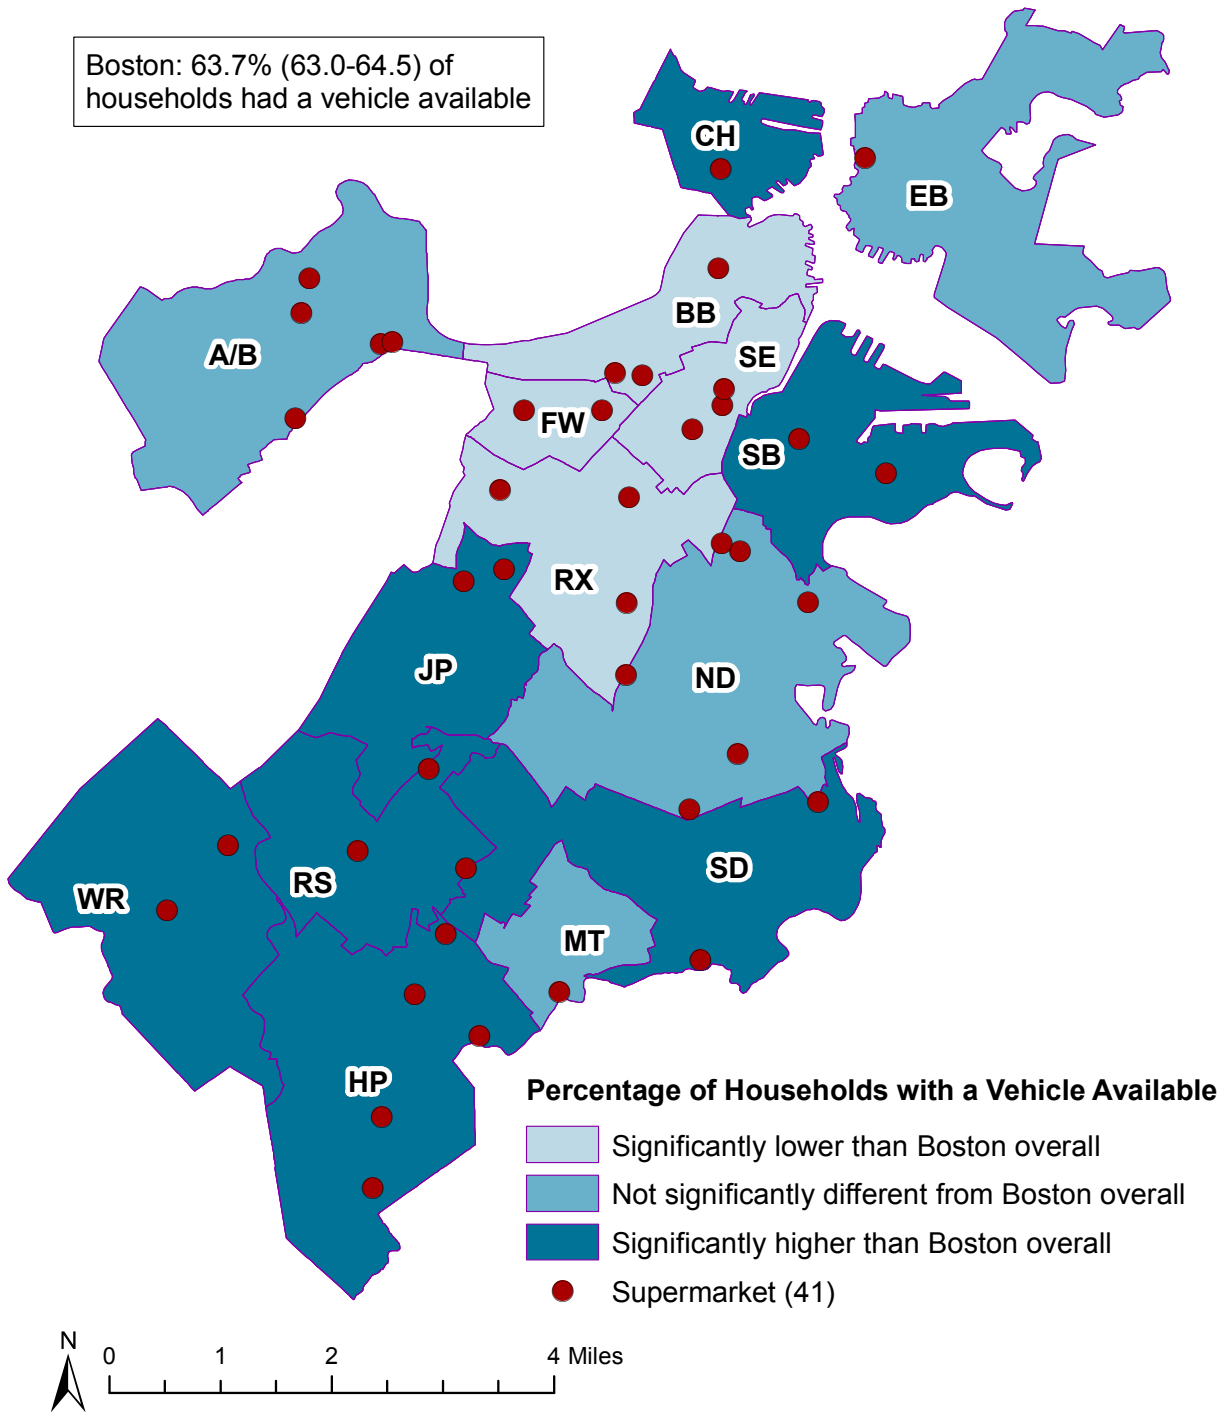 Boston: 63.7% (63.0-64.5) of
households had a vehicle available
CH
EB
BB
A/B
SE
FW
SB
RX
JP
ND
SD
RS
WR
MT
HP
Percentage of Households with a Vehicle Available
Significantly lower than Boston overall
Not significantly different from Boston overall
Significantly higher than Boston overall
Supermarket (41)
N
0 1 2 4 Miles